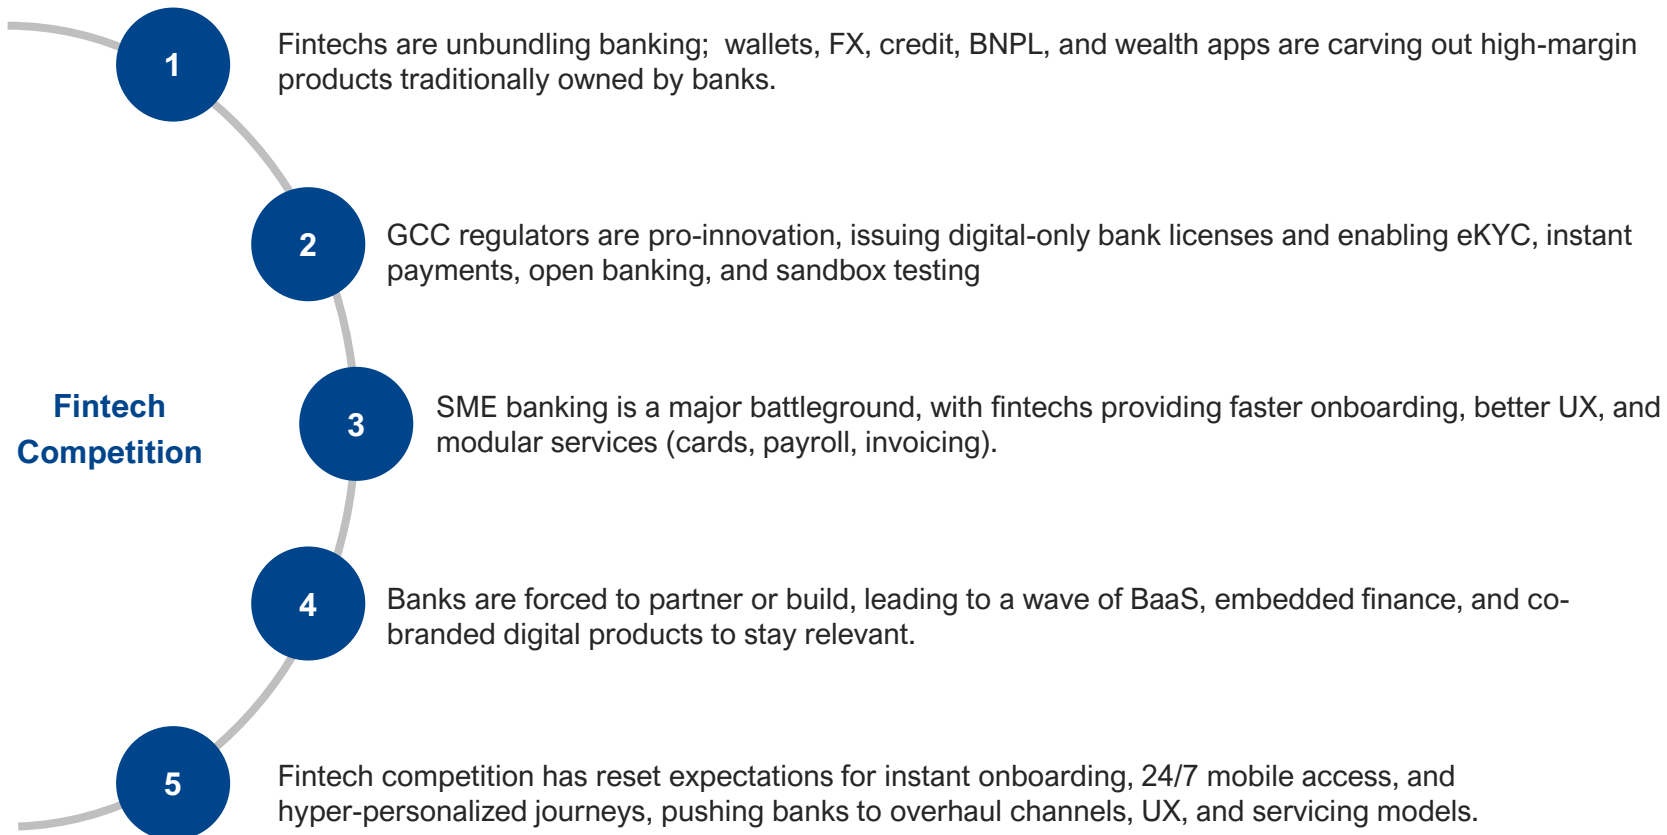 1
Fintechs are unbundling banking;  wallets, FX, credit, BNPL, and wealth apps are carving out high-margin
products traditionally owned by banks.
2
GCC regulators are pro-innovation, issuing digital-only bank licenses and enabling eKYC, instant
payments, open banking, and sandbox testing
Fintech
Competition
3
SME banking is a major battleground, with fintechs providing faster onboarding, better UX, and
modular services (cards, payroll, invoicing).
4
Banks are forced to partner or build, leading to a wave of BaaS, embedded finance, and co-
branded digital products to stay relevant.
5
Fintech competition has reset expectations for instant onboarding, 24/7 mobile access, and
hyper-personalized journeys, pushing banks to overhaul channels, UX, and servicing models.